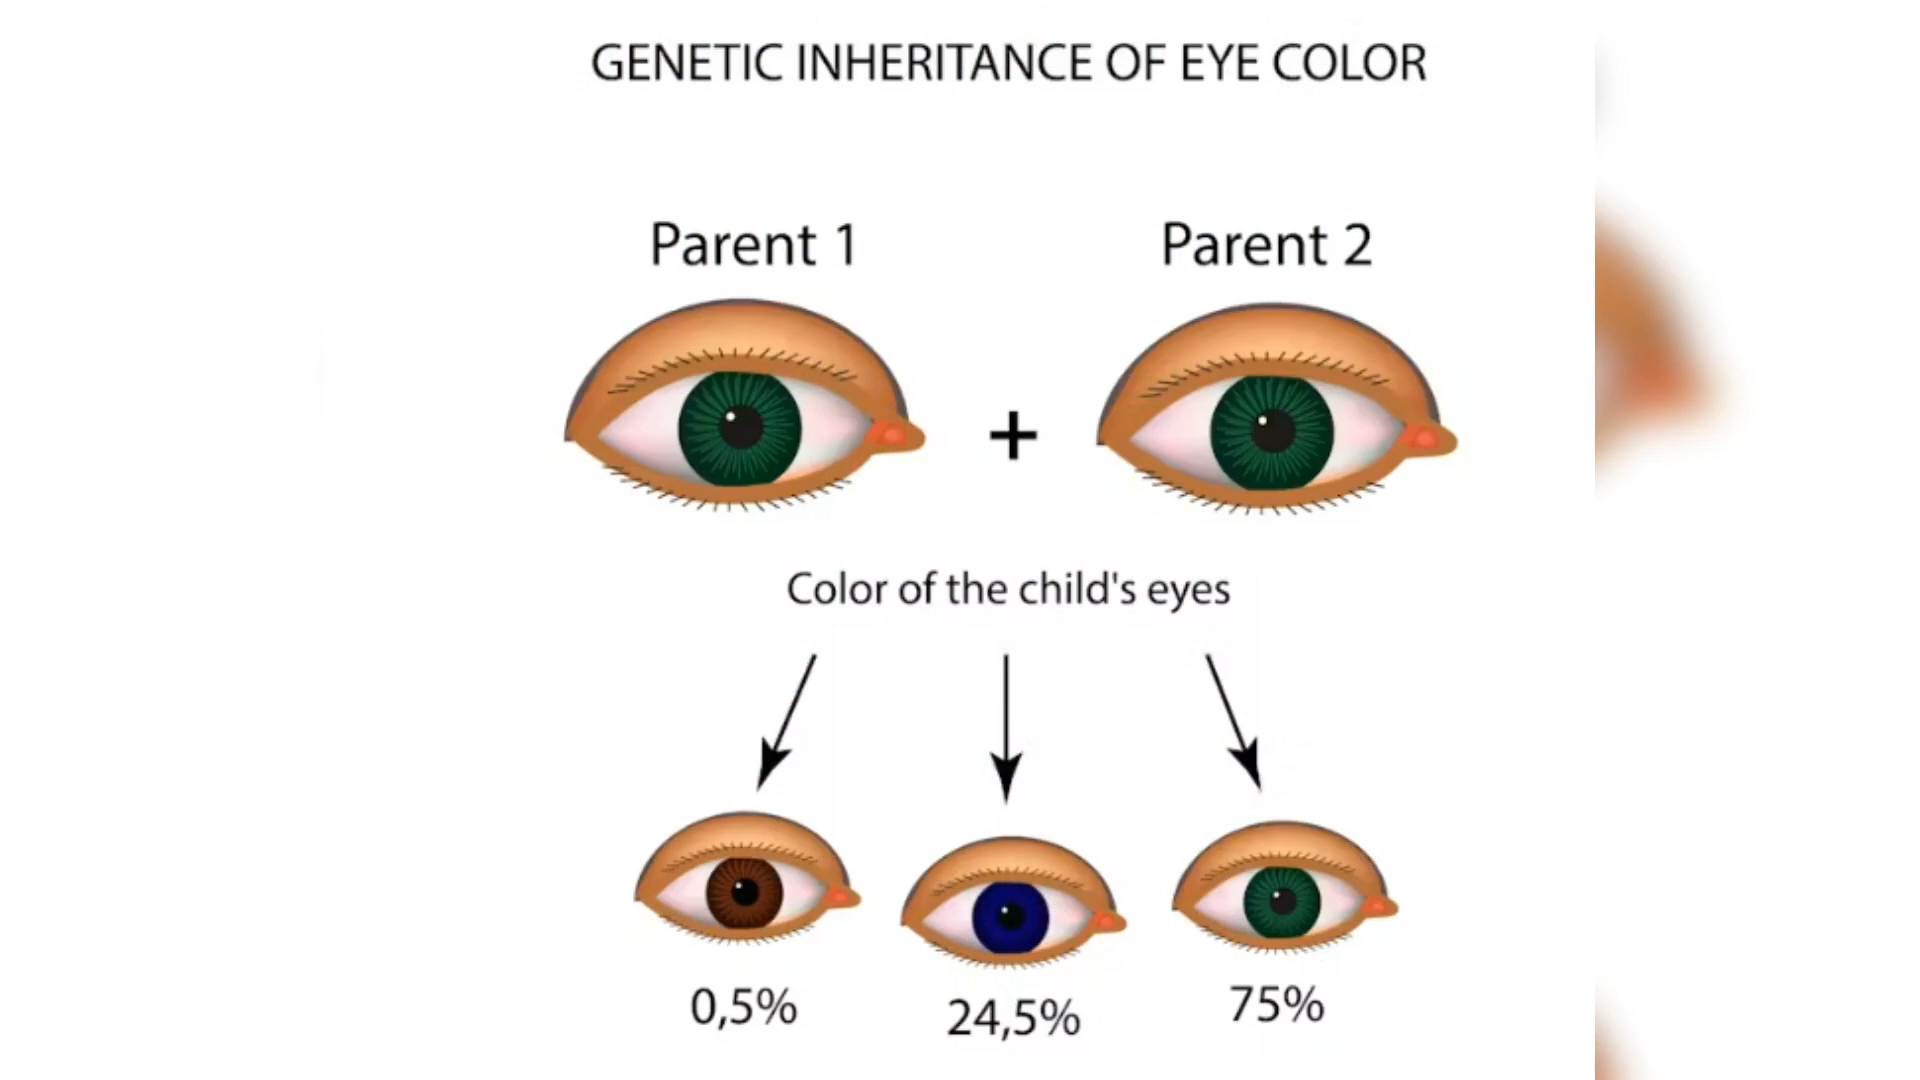 GENETIC INHERITANCE OF EYE COLOR
Parent 1
Parent 2
+
Color of the child's eyes
0,5%
24,5%
75%